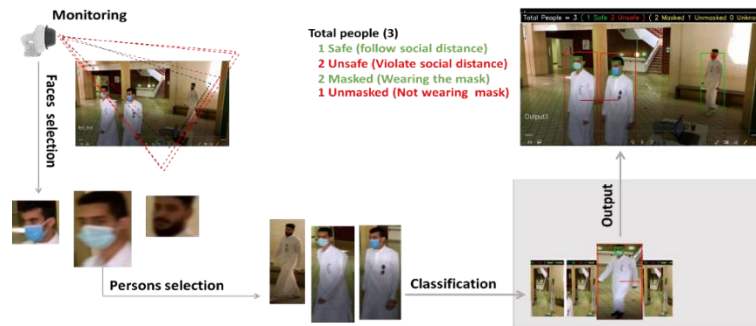 Monitoring
Faces selection
Total people (3)
1 Safe (follow social distance)
2 Unsafe (Violate social distance)
2 Masked (Wearing the mask)
1 Unmasked (Not wearing mask)
Total People = 3 ( 1 Safe 2 Unsafe ) ( 2 Masked 1 Unmasked 0 Unkno
Output3
Output
Persons selection
Classification